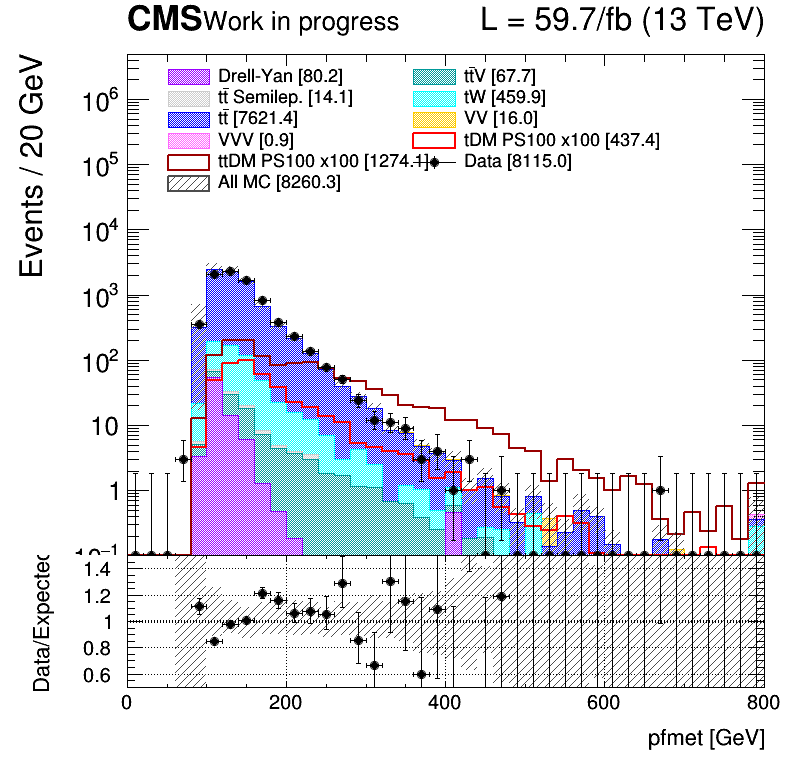 CMS Work in progress L = 59.7/fb (13 TeV)
Events / 20 GeV
Drell-Yan [80.2] tt̄V [67.7]
tt̄ Semilep. [14.1] tW [459.9]
tt̄ [7621.4] VV [16.0]
VVV [0.9] tDM PS100 x100 [437.4]
ttDM PS100 x100 [1274.1] Data [8115.0]
All MC [8260.3]
10⁶
10⁵
10⁴
10³
10²
10
1
10⁻¹
Data/Expected
1.4
1.2
1
0.8
0.6
0 200 400 600 800
pfmet [GeV]